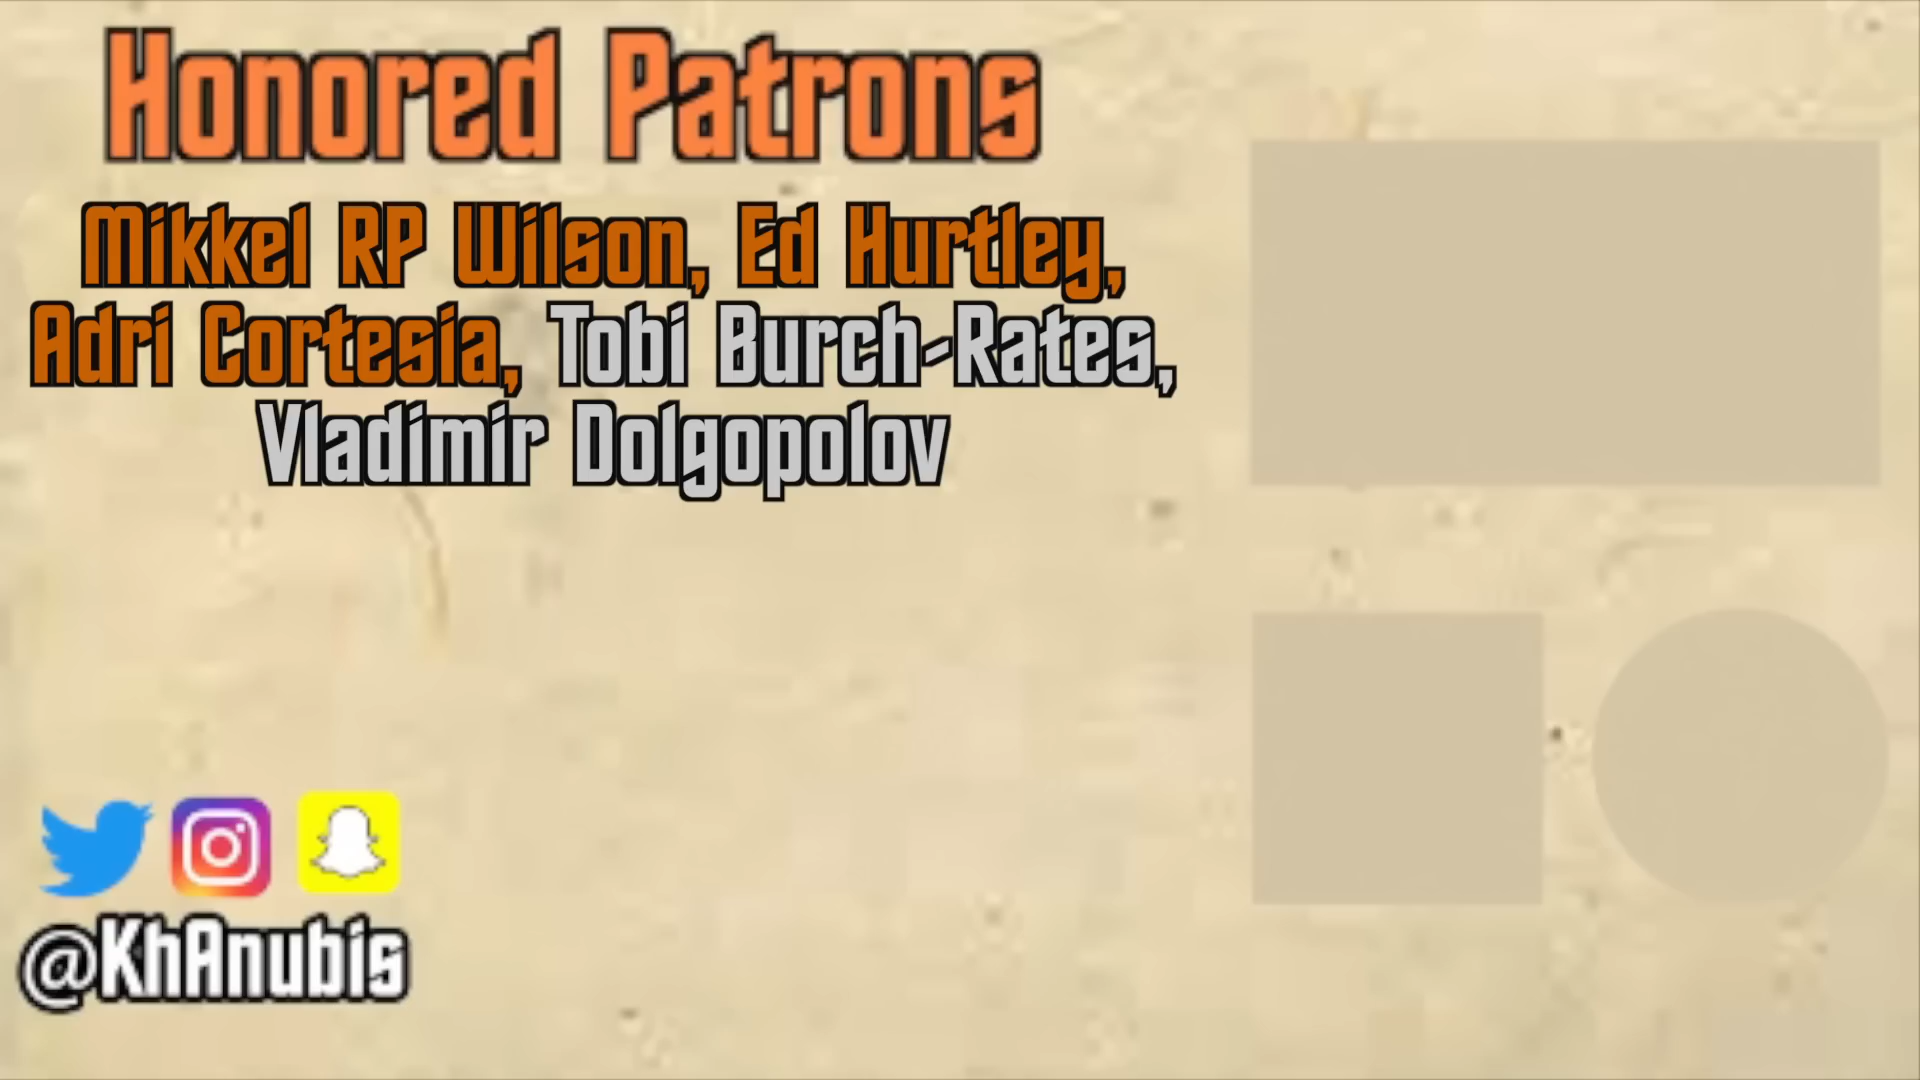 Honored Patrons
Mikkel RP Wilson, Ed Hurtley,
Adri Cortesia, Tobi Burch-Rates,
Vladimir Dolgopolov
@KhAnubis